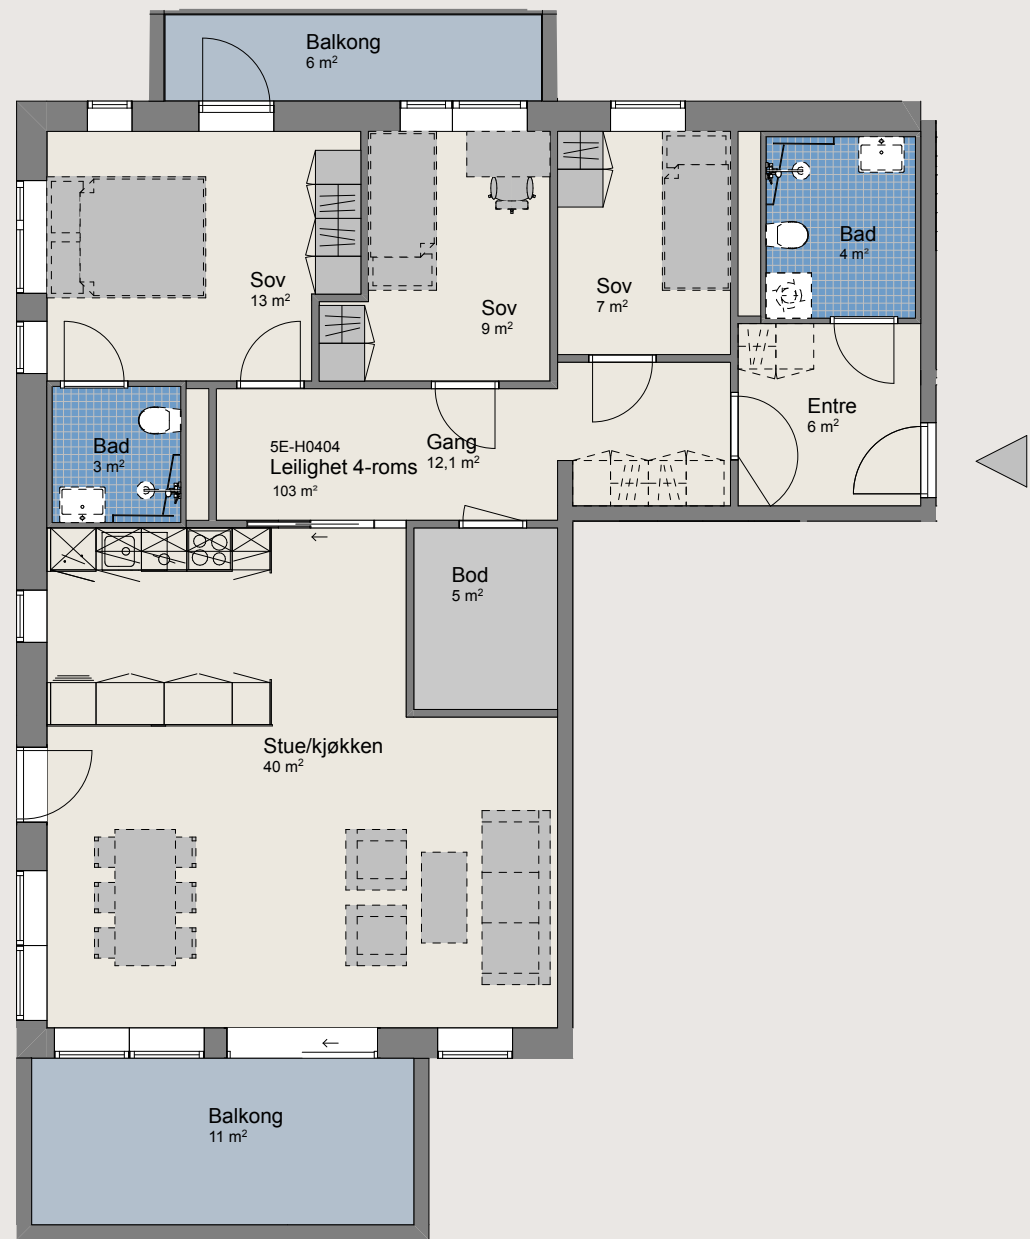 Balkong
6 m²
Bad
4 m²
Sov
13 m²
Sov
9 m²
Sov
7 m²
Entre
6 m²
Bad
3 m²
5E-H0404
Leilighet 4-roms
103 m²
Gang
12,1 m²
Bod
5 m²
Stue/kjøkken
40 m²
Balkong
11 m²